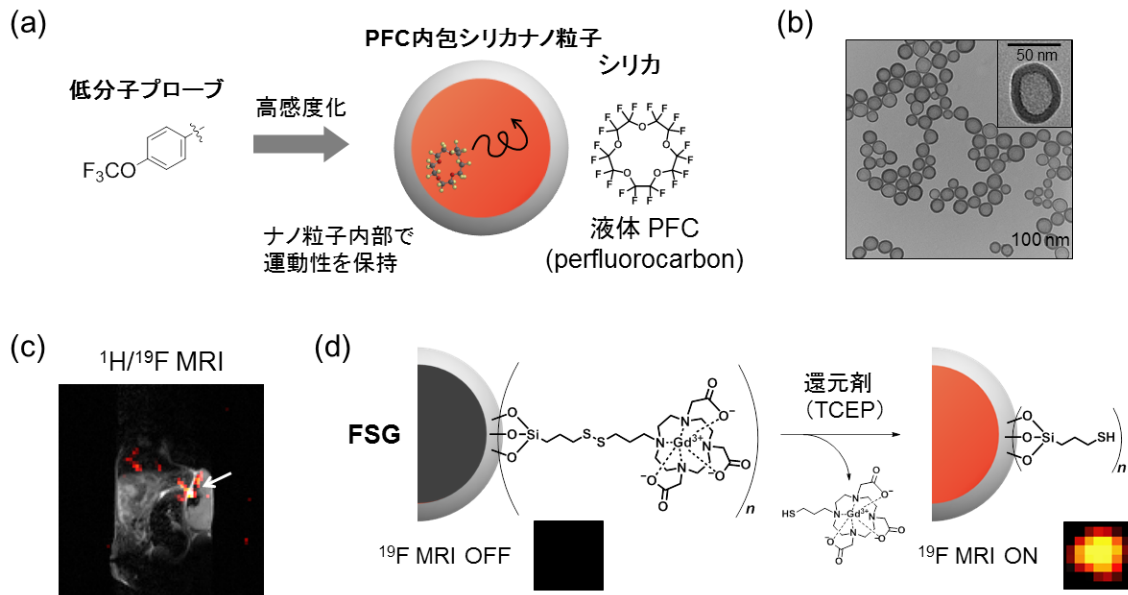 (a)
低分子プローブ
F₃CO
高感度化
ナノ粒子内部で
運動性を保持
PFC内包シリカナノ粒子
シリカ
F F
F F
F F
F F
F F
F F
F F
F F
F F
F F
O
O
O
O
O
液体 PFC
(perfluorocarbon)
(b)
50 nm
100 nm
(c)
¹H/¹⁹F MRI
(d)
FSG
O
O
O
Si
S
S
N
N
N
N
Gd³⁺
O
O⁻
O
O⁻
O
⁻O
n
¹⁹F MRI OFF
還元剤
(TCEP)
HS
N
N
N
N
Gd³⁺
O
O⁻
O
O⁻
O
⁻O
O
O
O
Si
SH
n
¹⁹F MRI ON